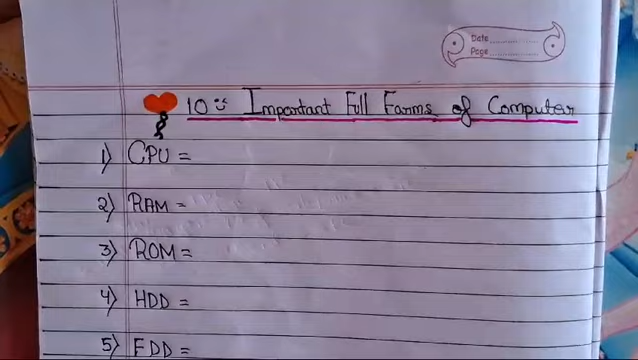 Date
Page
10 Important Full Farms of Computer
1) CPU =
2) RAM =
3) ROM =
4) HDD =
5) FDD =